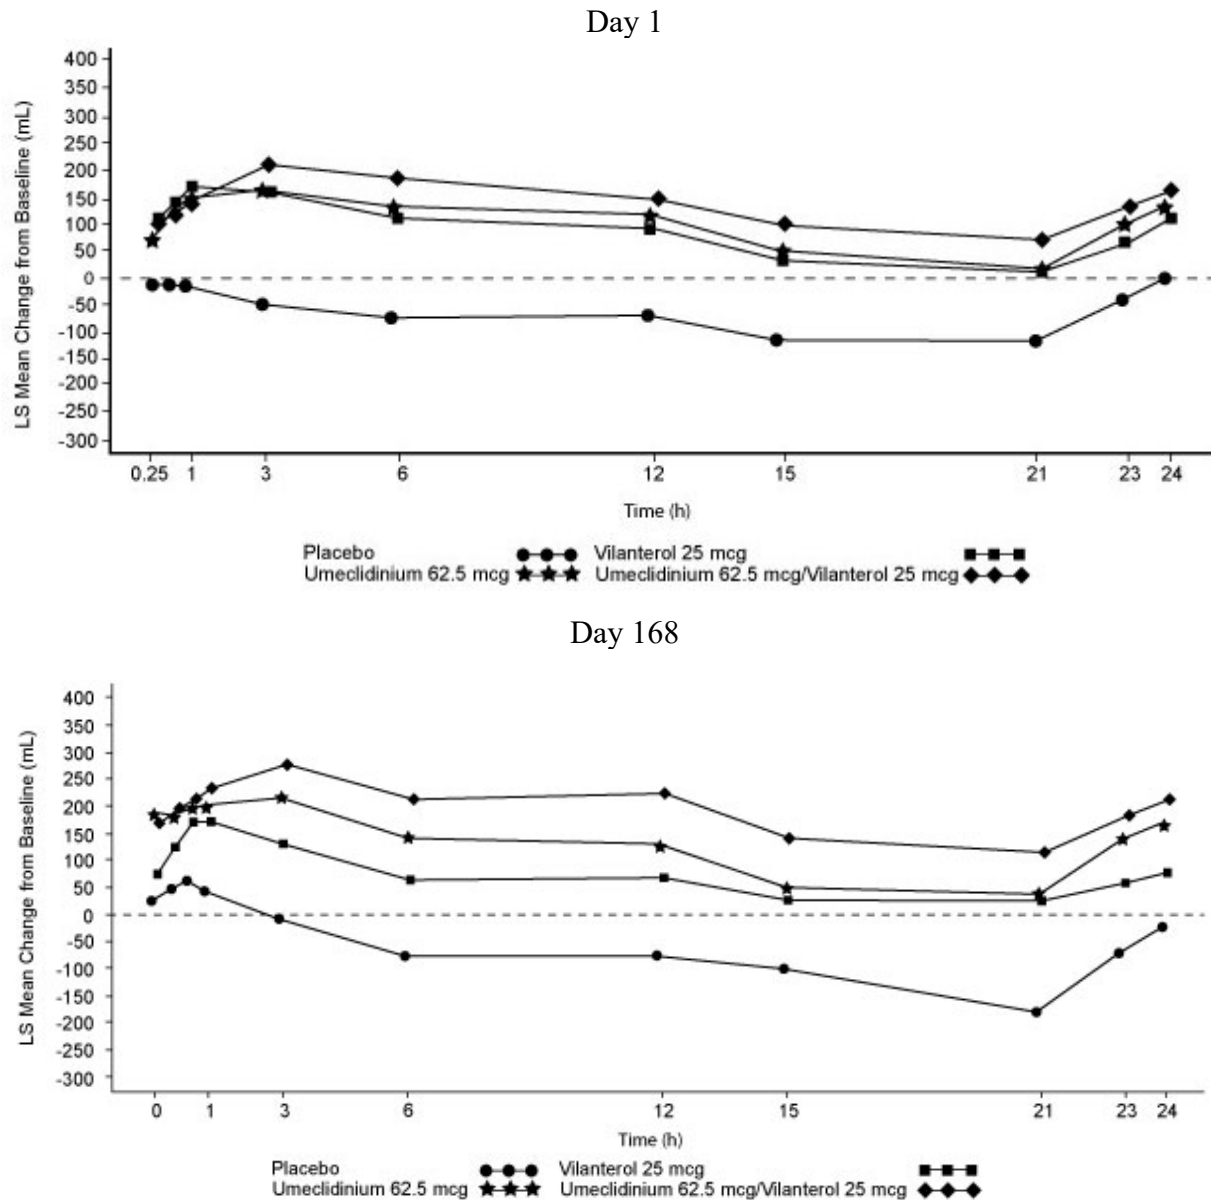 Day 1
LS Mean Change from Baseline (mL)
400
350
300
250
200
150
100
50
0
-50
-100
-150
-200
-250
-300
0.25 1 3 6 12 15 21 23 24
Time (h)
Placebo Vilanterol 25 mcg
Umeclidinium 62.5 mcg Umeclidinium 62.5 mcg/Vilanterol 25 mcg
Day 168
LS Mean Change from Baseline (mL)
400
350
300
250
200
150
100
50
0
-50
-100
-150
-200
-250
-300
0 1 3 6 12 15 21 23 24
Time (h)
Placebo Vilanterol 25 mcg
Umeclidinium 62.5 mcg Umeclidinium 62.5 mcg/Vilanterol 25 mcg